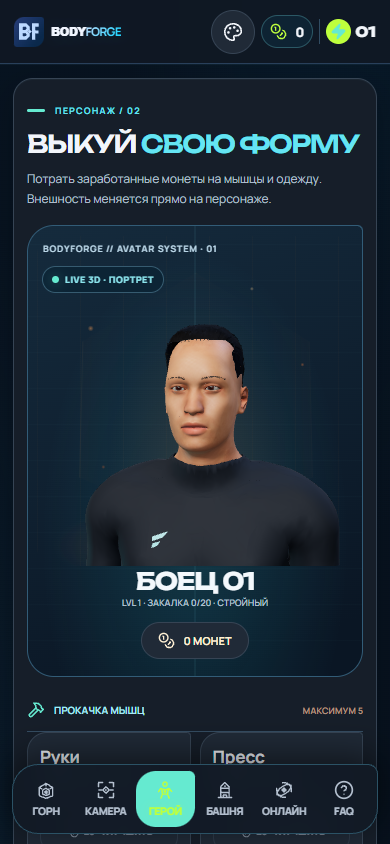 BF BODYFORGE 0 01
ПЕРСОНАЖ / 02
ВЫКУЙ СВОЮ ФОРМУ
Потрать заработанные монеты на мышцы и одежду.
Внешность меняется прямо на персонаже.
BODYFORGE // AVATAR SYSTEM · 01
LIVE 3D · ПОРТРЕТ
БОЕЦ 01
LVL 1 · ЗАКАЛКА 0/20 · СТРОЙНЫЙ
0 МОНЕТ
ПРОКАЧКА МЫШЦ МАКСИМУМ 5
Руки Пресс
ГОРН КАМЕРА ГЕРОЙ БАШНЯ ОНЛАЙН FAQ